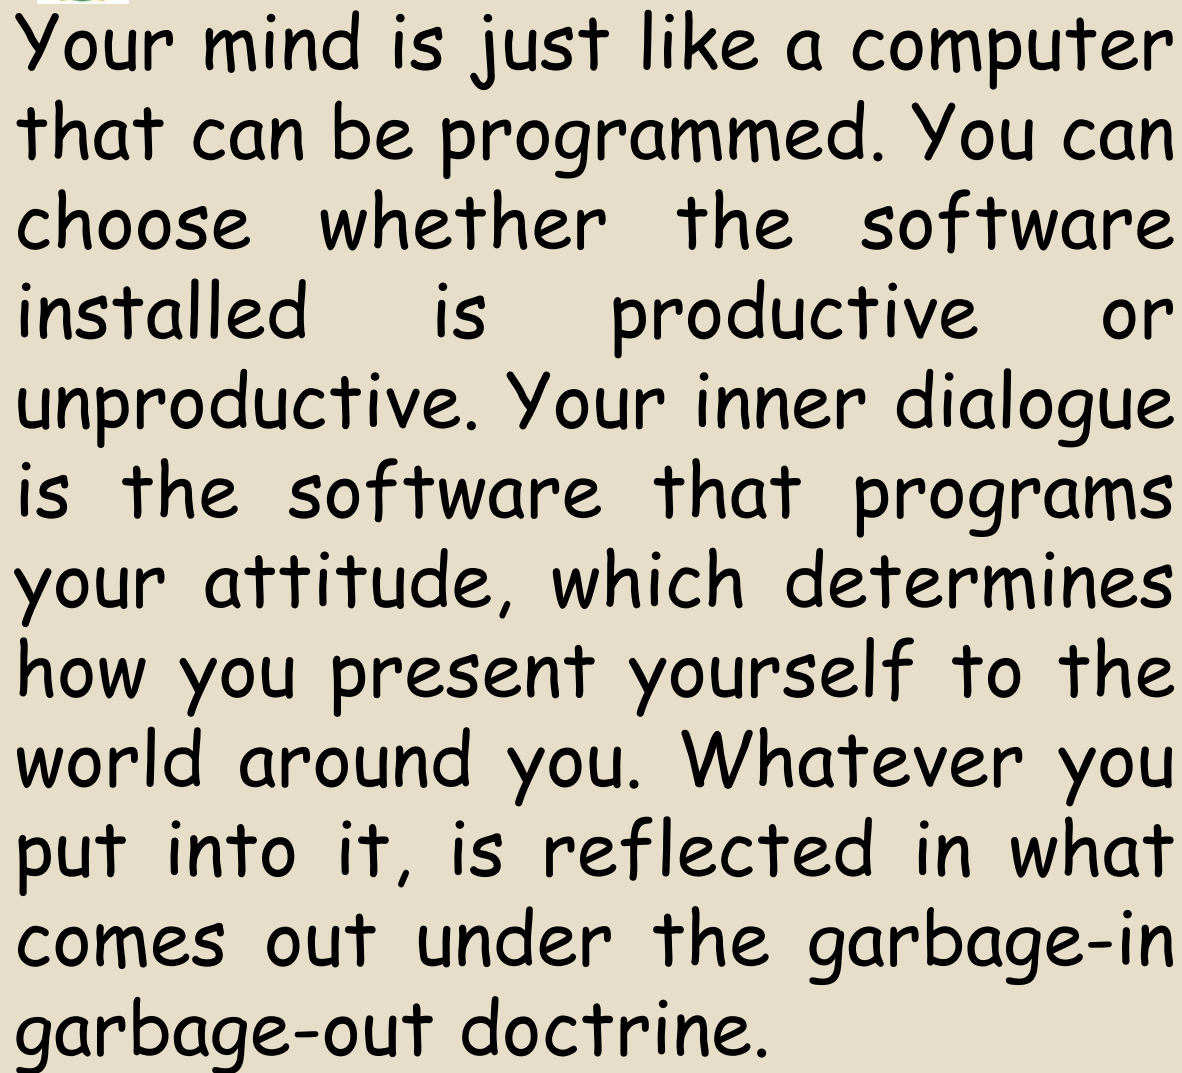 Your mind is just like a computer
that can be programmed. You can
choose whether the software
installed is productive or
unproductive. Your inner dialogue
is the software that programs
your attitude, which determines
how you present yourself to the
world around you. Whatever you
put into it, is reflected in what
comes out under the garbage-in
garbage-out doctrine.